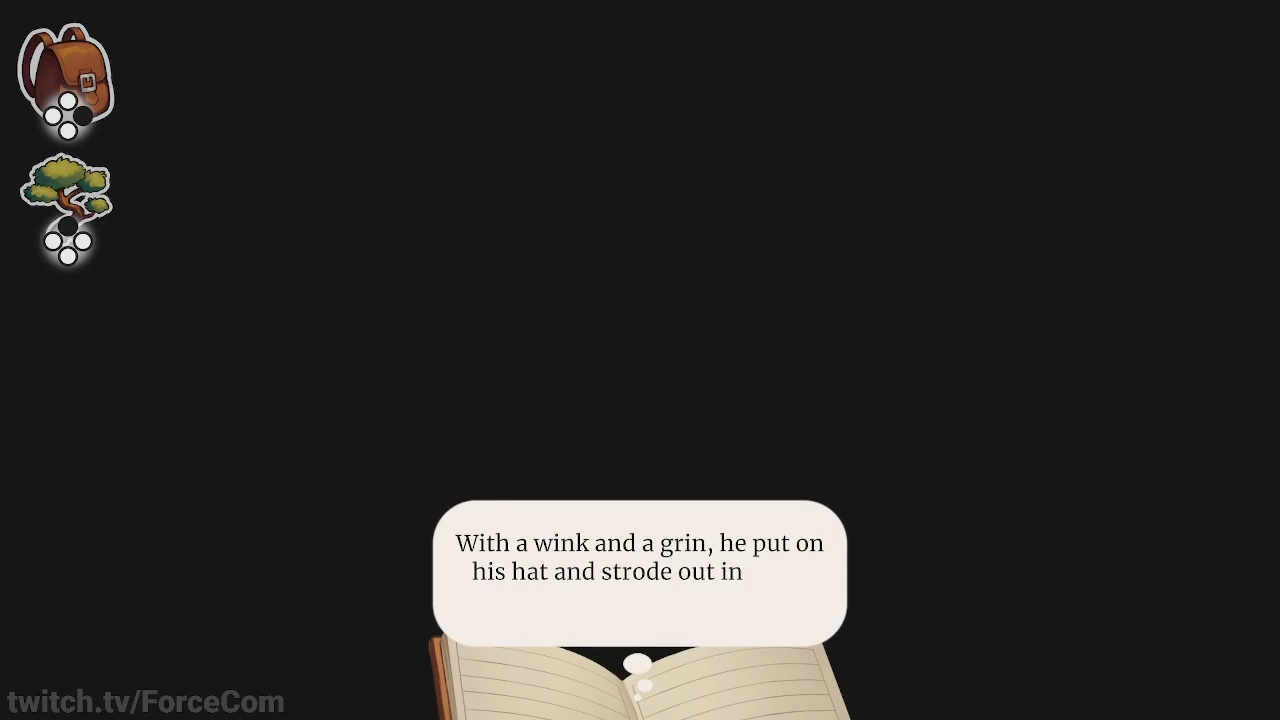 With a wink and a grin, he put on
his hat and strode out in
twitch.tv/ForceCom